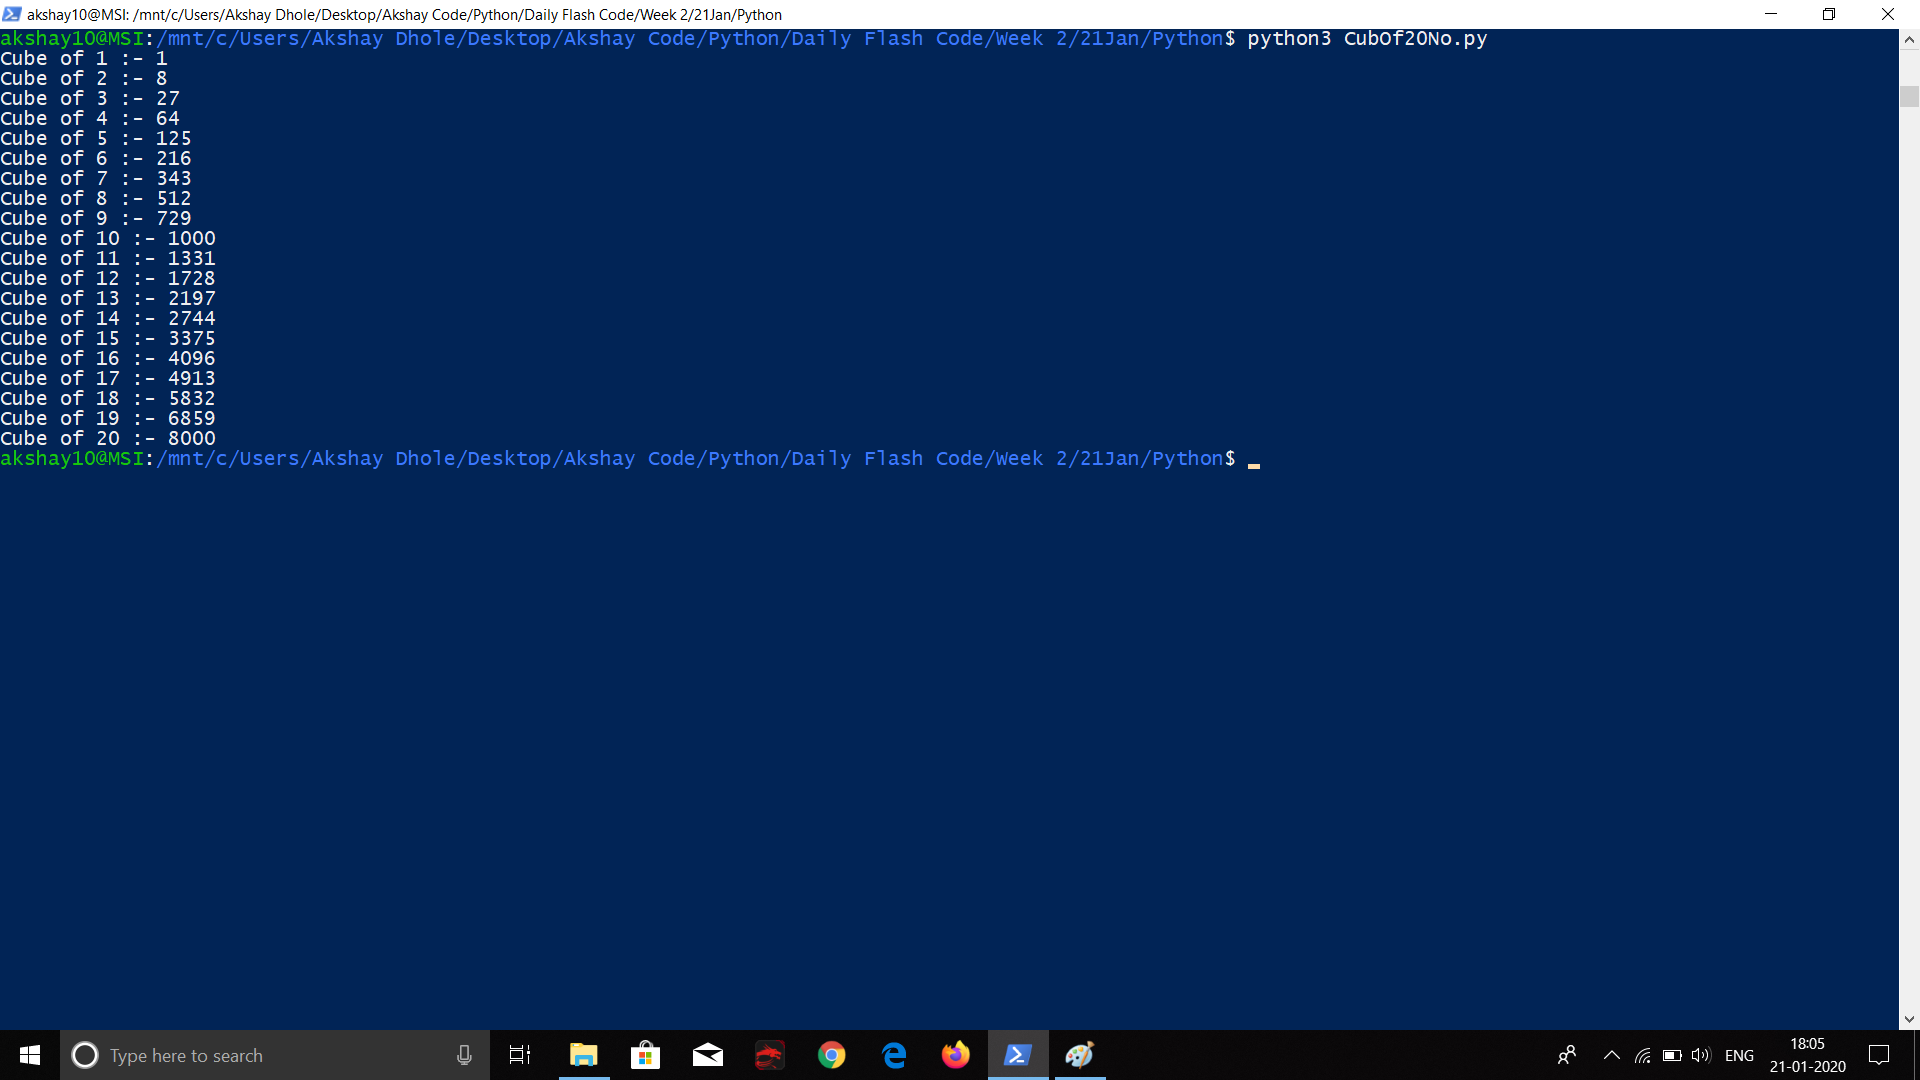 akshay10@MSI: /mnt/c/Users/Akshay Dhole/Desktop/Akshay Code/Python/Daily Flash Code/Week 2/21Jan/Python
akshay10@MSI:/mnt/c/Users/Akshay Dhole/Desktop/Akshay Code/Python/Daily Flash Code/Week 2/21Jan/Python$ python3 CubOf20No.py
Cube of 1 :- 1
Cube of 2 :- 8
Cube of 3 :- 27
Cube of 4 :- 64
Cube of 5 :- 125
Cube of 6 :- 216
Cube of 7 :- 343
Cube of 8 :- 512
Cube of 9 :- 729
Cube of 10 :- 1000
Cube of 11 :- 1331
Cube of 12 :- 1728
Cube of 13 :- 2197
Cube of 14 :- 2744
Cube of 15 :- 3375
Cube of 16 :- 4096
Cube of 17 :- 4913
Cube of 18 :- 5832
Cube of 19 :- 6859
Cube of 20 :- 8000
akshay10@MSI:/mnt/c/Users/Akshay Dhole/Desktop/Akshay Code/Python/Daily Flash Code/Week 2/21Jan/Python$
Type here to search
ENG
18:05
21-01-2020